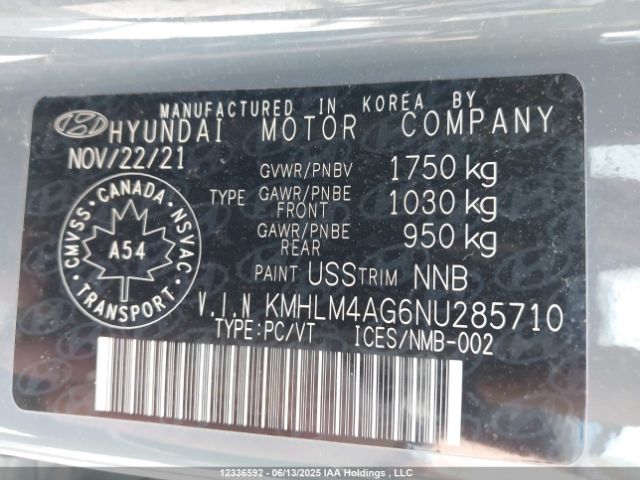 MANUFACTURED IN KOREA BY
HYUNDAI MOTOR COMPANY
NOV/22/21
GVWR/PNBV 1750 kg
TYPE GAWR/PNBE FRONT 1030 kg
GAWR/PNBE REAR 950 kg
CANADA
CMVSS
NSVAC
A54
TRANSPORT
PAINT USS TRIM NNB
V.I.N KMHLM4AG6NU285710
TYPE:PC/VT ICES/NMB-002
12336592 - 06/13/2025 IAA Holdings , LLC